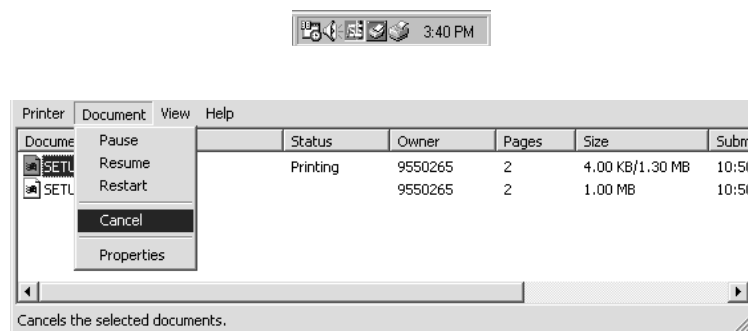 3:40 PM
Printer Document View Help
Docume Status Owner Pages Size Subm
Pause
SETU Printing 9550265 2 4.00 KB/1.30 MB 10:50
Resume
SETU 9550265 2 1.00 MB 10:50
Restart
Cancel
Properties
Cancels the selected documents.